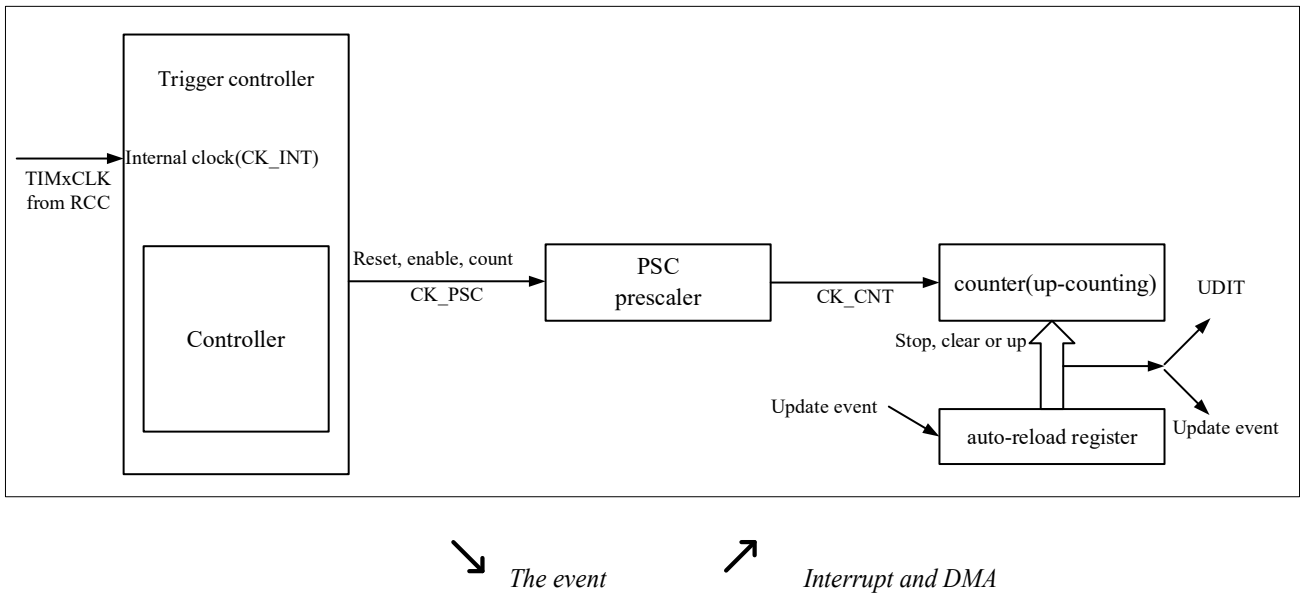 Trigger controller
Internal clock(CK_INT)
TIMxCLK
from RCC
Controller
Reset, enable, count
CK_PSC
PSC
prescaler
CK_CNT
counter(up-counting)
UDIT
Stop, clear or up
Update event
auto-reload register
Update event
The event
Interrupt and DMA